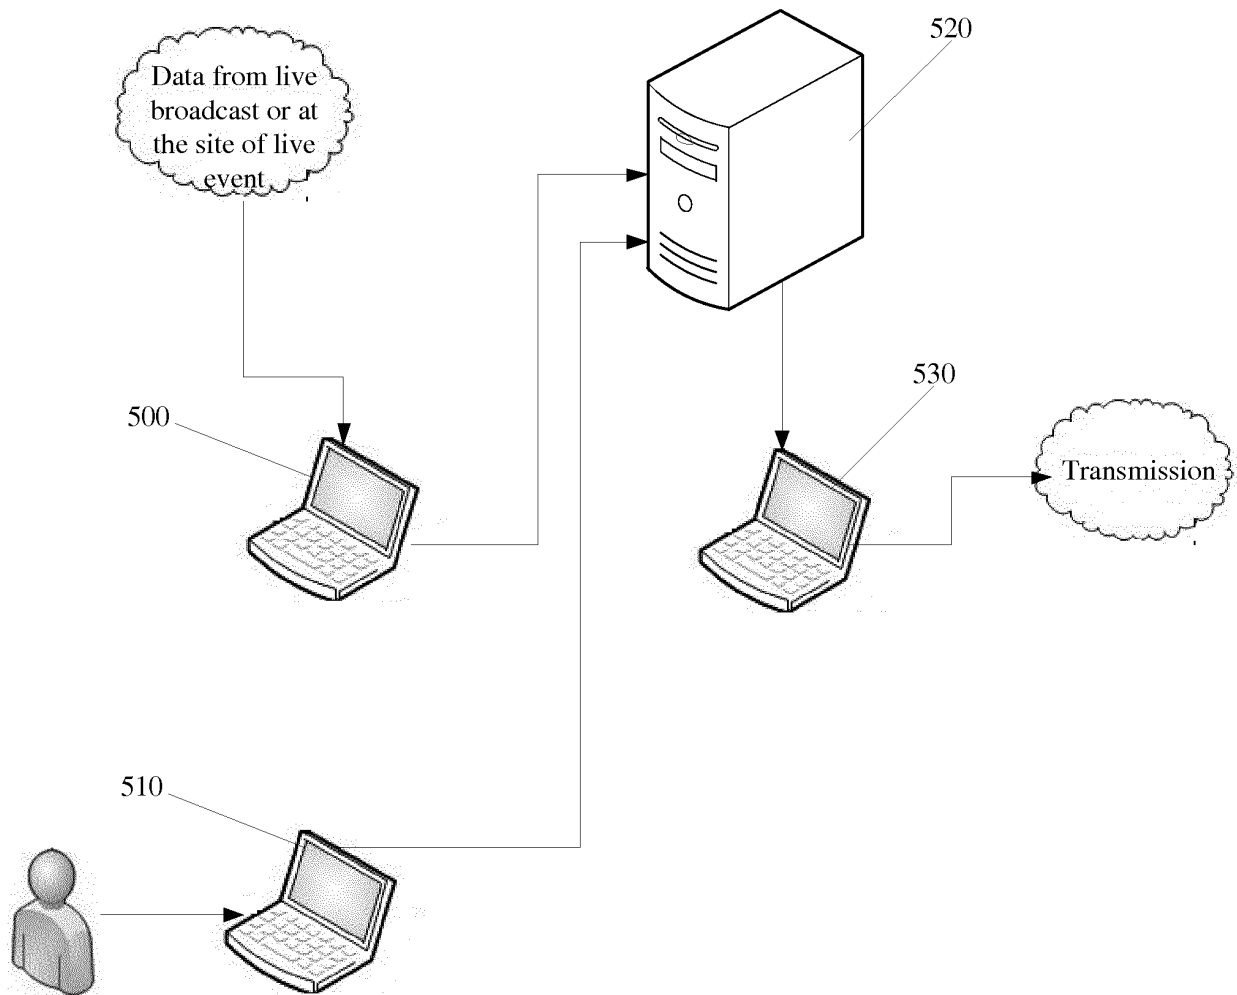 520
Data from live
broadcast or at
the site of live
event
530
500
Transmission
510